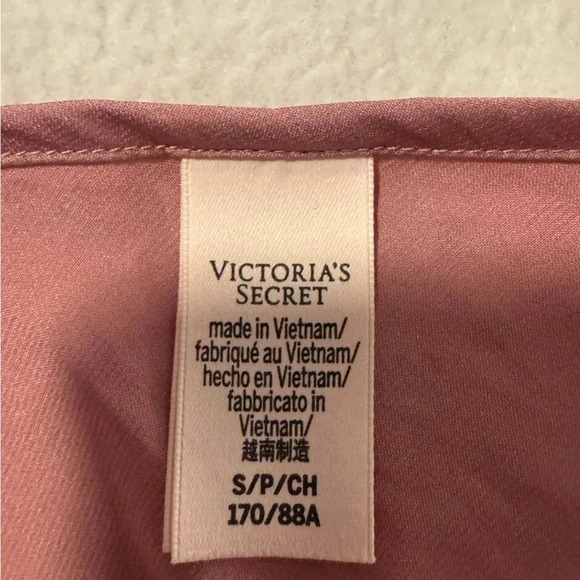 VICTORIA'S
SECRET
made in Vietnam/
fabriqué au Vietnam/
hecho en Vietnam/
fabbricato in
Vietnam/
越南制造
S/P/CH
170/88A